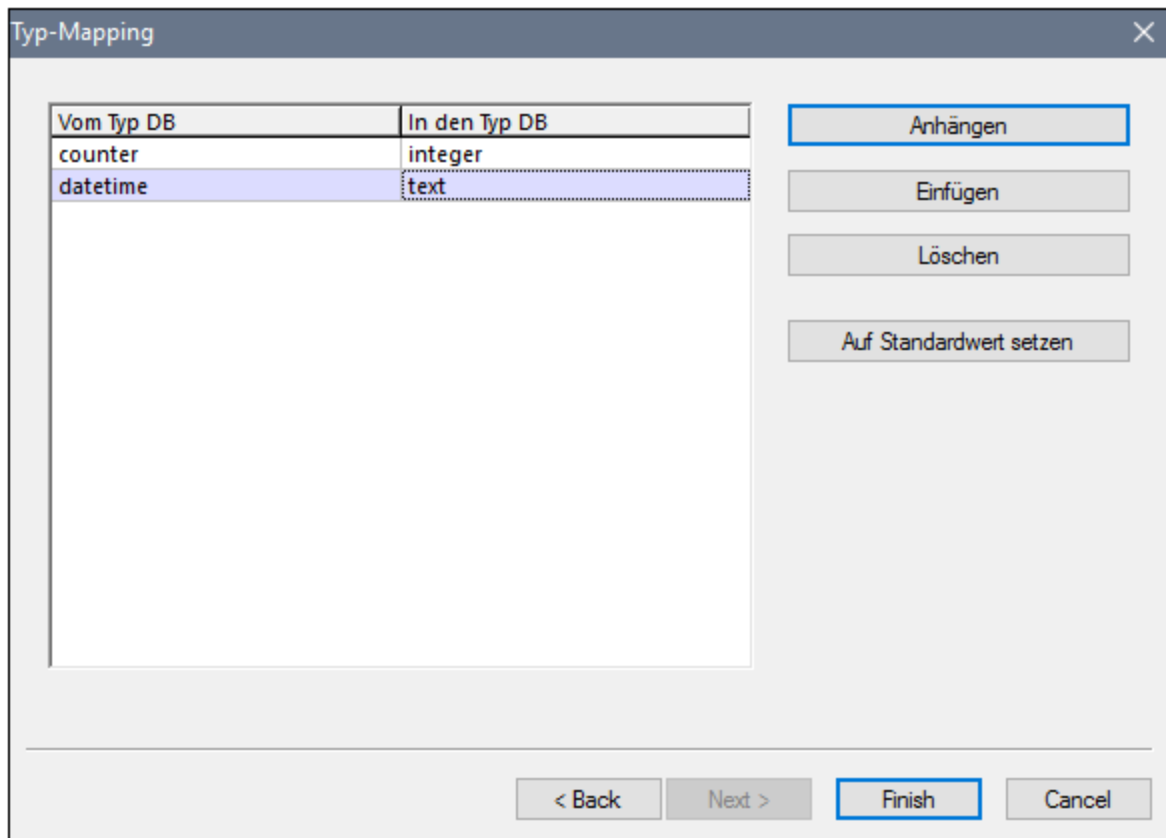 Typ-Mapping
Vom Typ DB In den Typ DB
counter integer
datetime text
Anhängen
Einfügen
Löschen
Auf Standardwert setzen
< Back Next > Finish Cancel